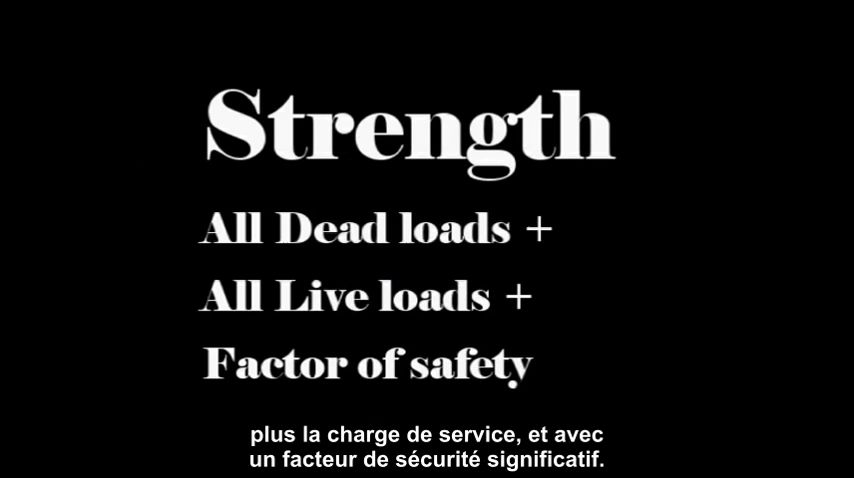 Strength
All Dead loads +
All Live loads +
Factor of safety
plus la charge de service, et avec
un facteur de sécurité significatif.